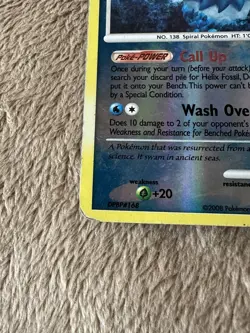 NO. 138 Spiral Pokémon HT: 1'0
Poké-POWER Call Up
Once during your turn (before your attack)
search your discard pile for Helix Fossil, D
put it onto your Bench. This power can't b
by a Special Condition.
Wash Ove
Does 10 damage to 2 of your opponent's
Weakness and Resistance for Benched Poké
A Pokémon that was resurrected from a
science. It swam in ancient seas.
weakness
+20
resistan
©2008 Pokémon